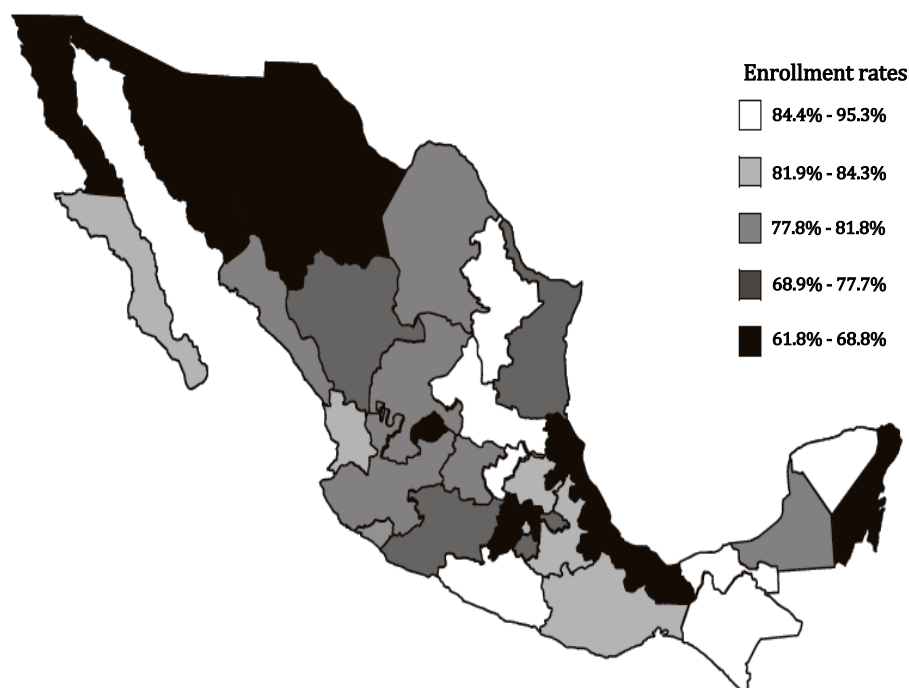 Enrollment rates
84.4% - 95.3%
81.9% - 84.3%
77.8% - 81.8%
68.9% - 77.7%
61.8% - 68.8%